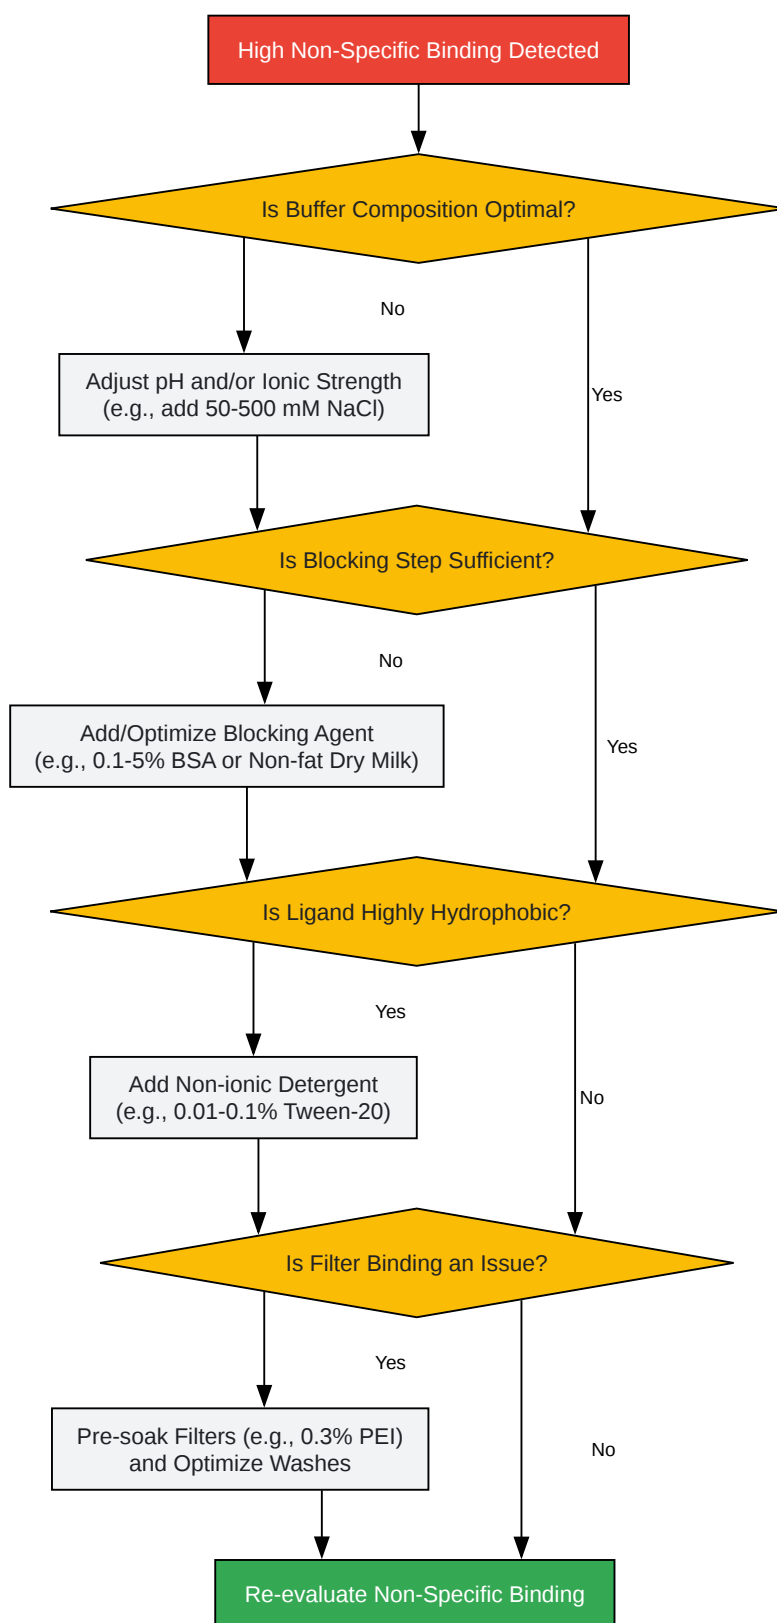 High Non-Specific Binding Detected
Is Buffer Composition Optimal?
No
Adjust pH and/or Ionic Strength
(e.g., add 50-500 mM NaCl)
Yes
Is Blocking Step Sufficient?
No
Add/Optimize Blocking Agent
(e.g., 0.1-5% BSA or Non-fat Dry Milk)
Yes
Is Ligand Highly Hydrophobic?
Yes
Add Non-ionic Detergent
(e.g., 0.01-0.1% Tween-20)
No
Is Filter Binding an Issue?
Yes
Pre-soak Filters (e.g., 0.3% PEI)
and Optimize Washes
No
Re-evaluate Non-Specific Binding